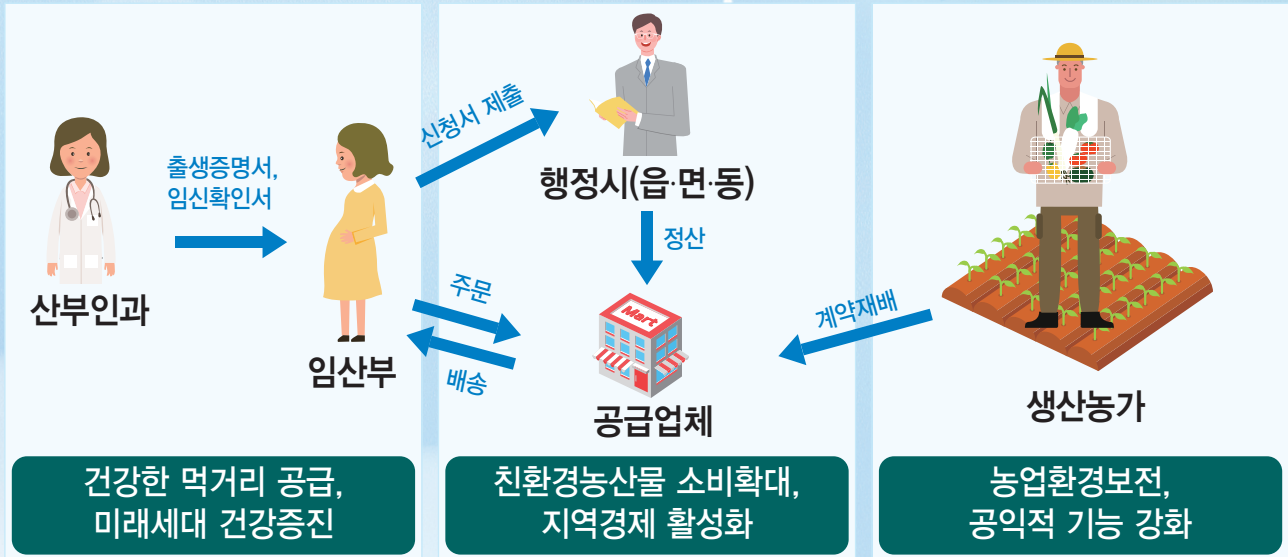 출생증명서,
임신확인서
산부인과
임산부
신청서 제출
행정시(읍·면·동)
정산
주문
배송
Mart
공급업체
계약재배
생산농가
건강한 먹거리 공급,
미래세대 건강증진
친환경농산물 소비확대,
지역경제 활성화
농업환경보전,
공익적 기능 강화